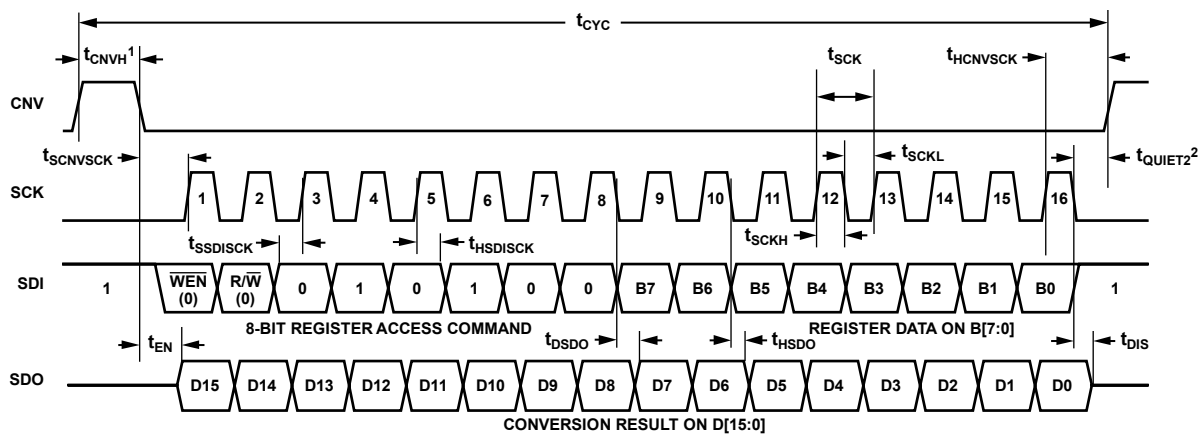 tCYC
tCNVH1 tSCK tHCNVSCK
CNV
tSCNVSCK tSCKL tQUIET22
SCK 1 2 3 4 5 6 7 8 9 10 11 12 13 14 15 16
tSSDISCK tHSDISCK tSCKH
SDI 1 WEN (0) R/W (0) 0 1 0 1 0 0 B7 B6 B5 B4 B3 B2 B1 B0 1
8-BIT REGISTER ACCESS COMMAND REGISTER DATA ON B[7:0]
tEN tDSDO tHSDO tDIS
SDO D15 D14 D13 D12 D11 D10 D9 D8 D7 D6 D5 D4 D3 D2 D1 D0
CONVERSION RESULT ON D[15:0]